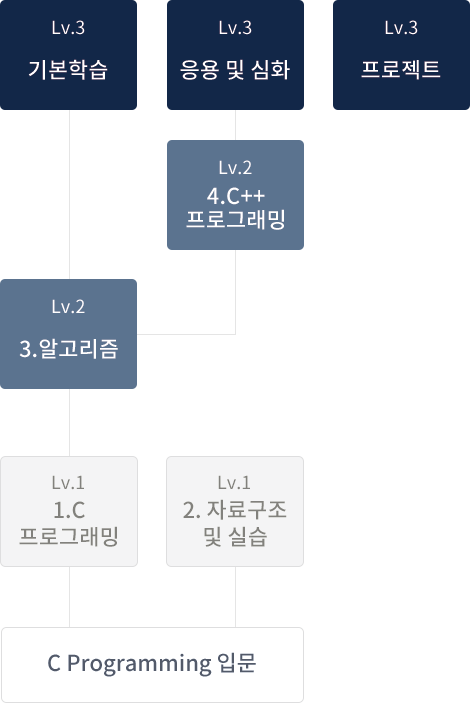 Lv.3
기본학습
Lv.3
응용 및 심화
Lv.3
프로젝트
Lv.2
4.C++
프로그래밍
Lv.2
3.알고리즘
Lv.1
1.C
프로그래밍
Lv.1
2. 자료구조
및 실습
C Programming 입문